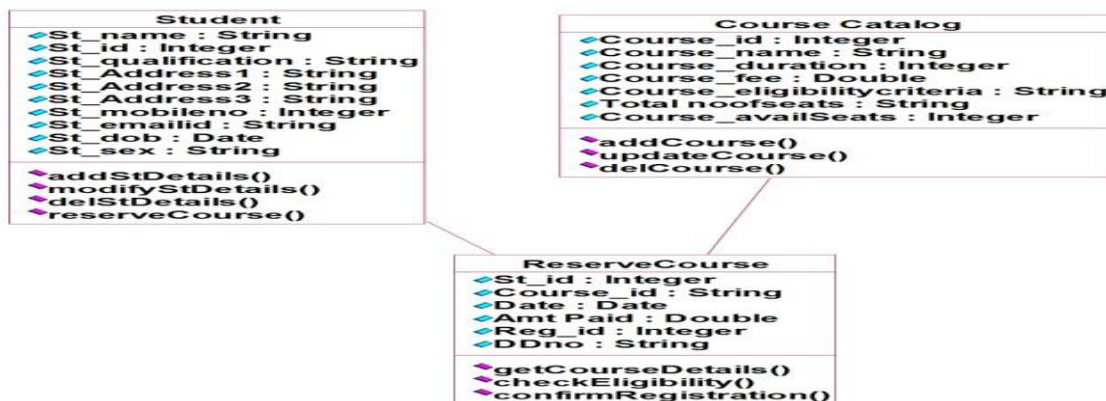 Student
St_name : String
St_id : Integer
St_qualification : String
St_Address1 : String
St_Address2 : String
St_Address3 : String
St_mobileno : Integer
St_emailid : String
St_dob : Date
St_sex : String
addStDetails()
modifyStDetails()
delStDetails()
reserveCourse()
Course Catalog
Course_id : Integer
Course_name : String
Course_duration : Integer
Course_fee : Double
Course_eligibilitycriteria : String
Total noofseats : String
Course_availSeats : Integer
addCourse()
updateCourse()
delCourse()
ReserveCourse
St_id : Integer
Course_id : String
Date : Date
Amt Paid : Double
Reg_id : Integer
DDno : String
getCourseDetails()
checkEligibility()
confirmRegistration()